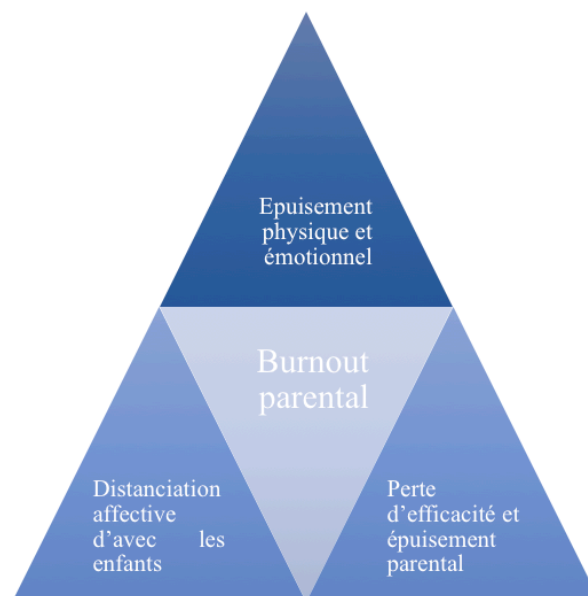 Epuisement
physique et
émotionnel
Burnout
parental
Distanciation
affective
d'avec les
enfants
Perte
d'efficacité et
épuisement
parental